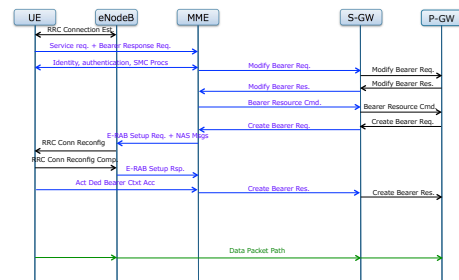 UE eNodeB MME S-GW P-GW
RRC Connection Est.
Service req. + Bearer Response Req.
Identity, authentication, SMC Procs
Modify Bearer Req.
Modify Bearer Req.
Modify Bearer Res.
Modify Bearer Res.
Bearer Resource Cmd.
Bearer Resource Cmd
Create Bearer Req.
Create Bearer Req.
E-RAB Setup Req. + NAS Msgs
RRC Conn Reconfig
RRC Conn Reconfig Comp.
E-RAB Setup Rsp.
Act Ded Bearer Ctxt Acc
Create Bearer Res.
Create Bearer Res.
Data Packet Path